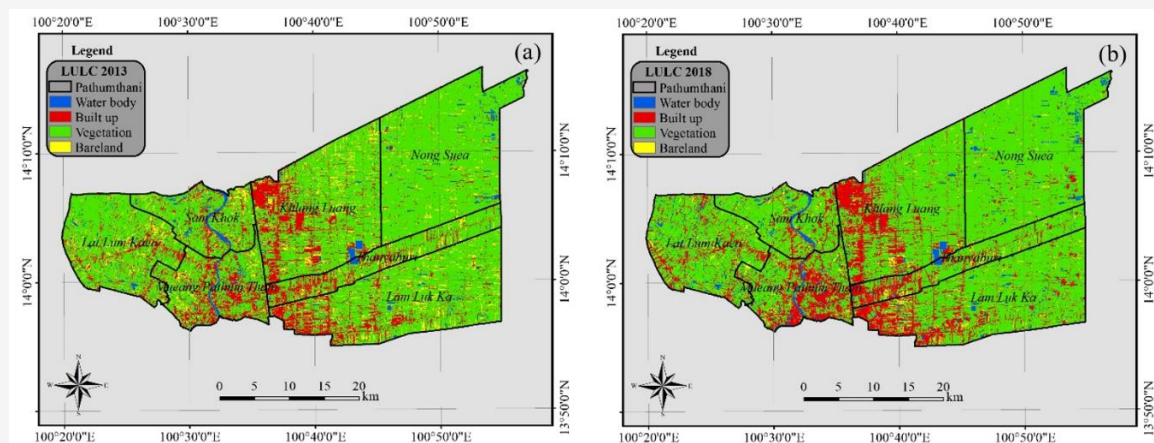 100°20'0"E 100°30'0"E 100°40'0"E 100°50'0"E
Legend
LULC 2013
Pathumthani
Water body
Built up
Vegetation
Bareland
(a)
14°10'0"N
14°0'0"N
14°10'0"N
14°0'0"N
13°50'0"N
Nong Suea
Sam Khok
Khlong Luang
Lat Lum Kaeo
Thanyaburi
Mueang Pathum Thani
Lam Luk Ka
N
W E
S
0 5 10 15 20
km
100°20'0"E 100°30'0"E 100°40'0"E 100°50'0"E
100°20'0"E 100°30'0"E 100°40'0"E 100°50'0"E
Legend
LULC 2018
Pathumthani
Water body
Built up
Vegetation
Bareland
(b)
14°10'0"N
14°0'0"N
14°10'0"N
14°0'0"N
13°50'0"N
Nong Suea
Sam Khok
Khlong Luang
Lat Lum Kaeo
Thanyaburi
Mueang Pathum Thani
Lam Luk Ka
N
W E
S
0 5 10 15 20
km
100°20'0"E 100°30'0"E 100°40'0"E 100°50'0"E